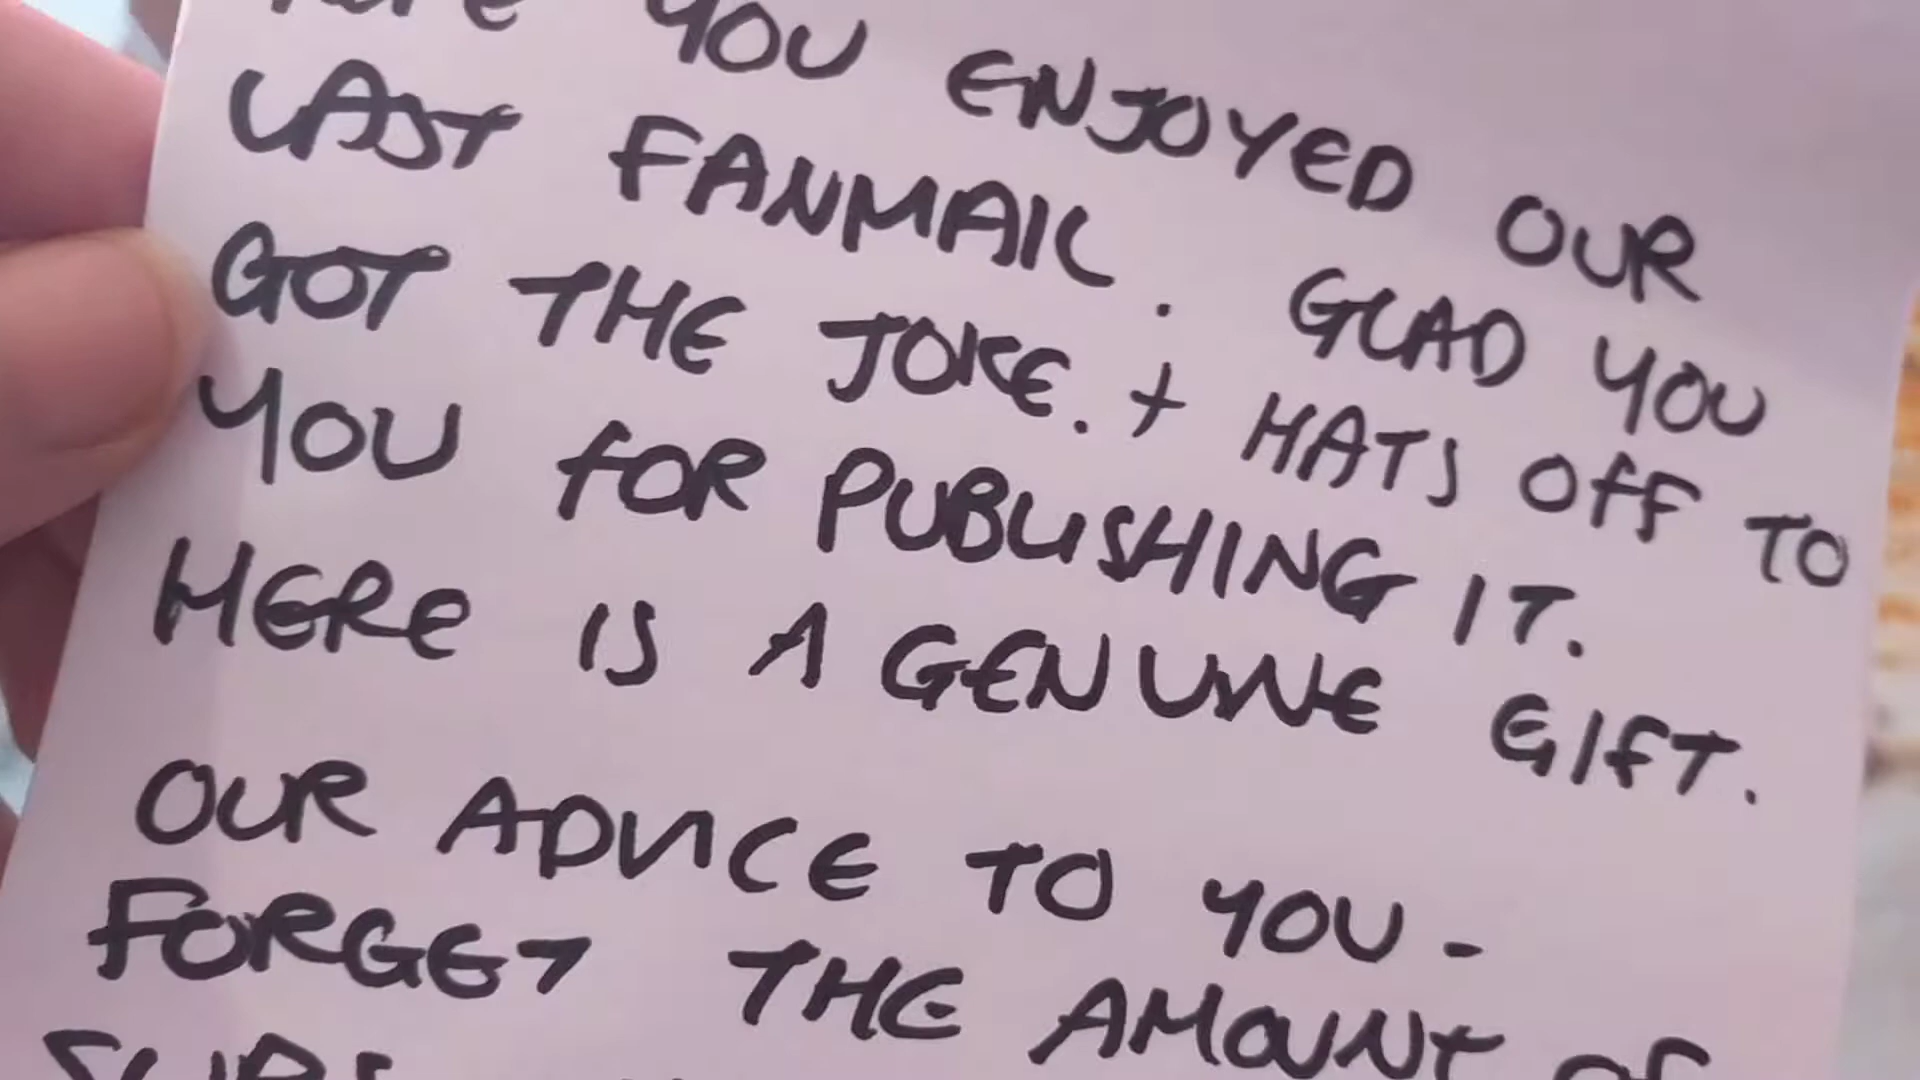 YOU ENJOYED OUR
LAST FANMAIL. GLAD YOU
GOT THE JOKE. + HATS OFF TO
YOU FOR PUBLISHING IT.
HERE IS A GENUINE GIFT.
OUR ADVICE TO YOU -
FORGET THE AMOUNT OF